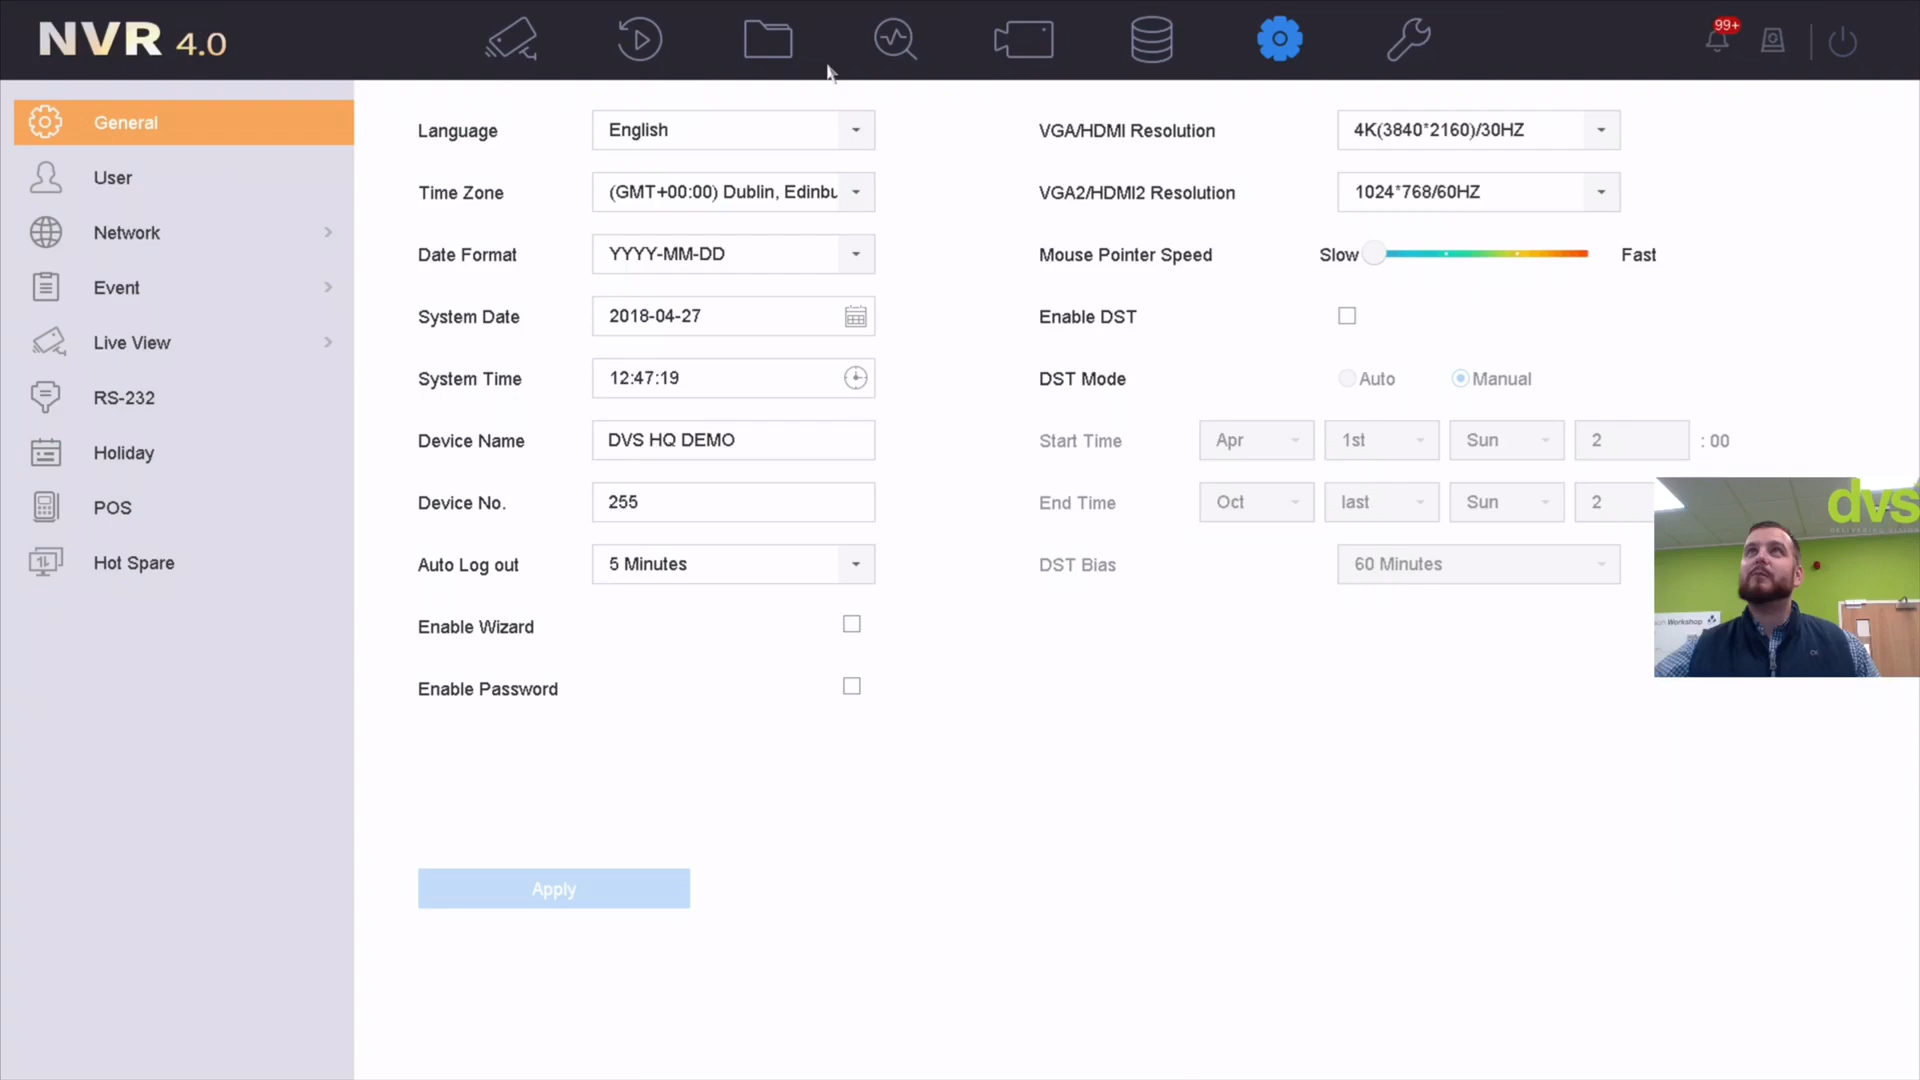 NVR 4.0
99+
General
User
Network
Event
Live View
RS-232
Holiday
POS
Hot Spare
Language English
Time Zone (GMT+00:00) Dublin, Edinbu
Date Format YYYY-MM-DD
System Date 2018-04-27
System Time 12:47:19
Device Name DVS HQ DEMO
Device No. 255
Auto Log out 5 Minutes
Enable Wizard
Enable Password
Apply
VGA/HDMI Resolution 4K(3840*2160)/30HZ
VGA2/HDMI2 Resolution 1024*768/60HZ
Mouse Pointer Speed Slow Fast
Enable DST
DST Mode Auto Manual
Start Time Apr 1st Sun 2 : 00
End Time Oct last Sun 2
DST Bias 60 Minutes
dvs
Workshop